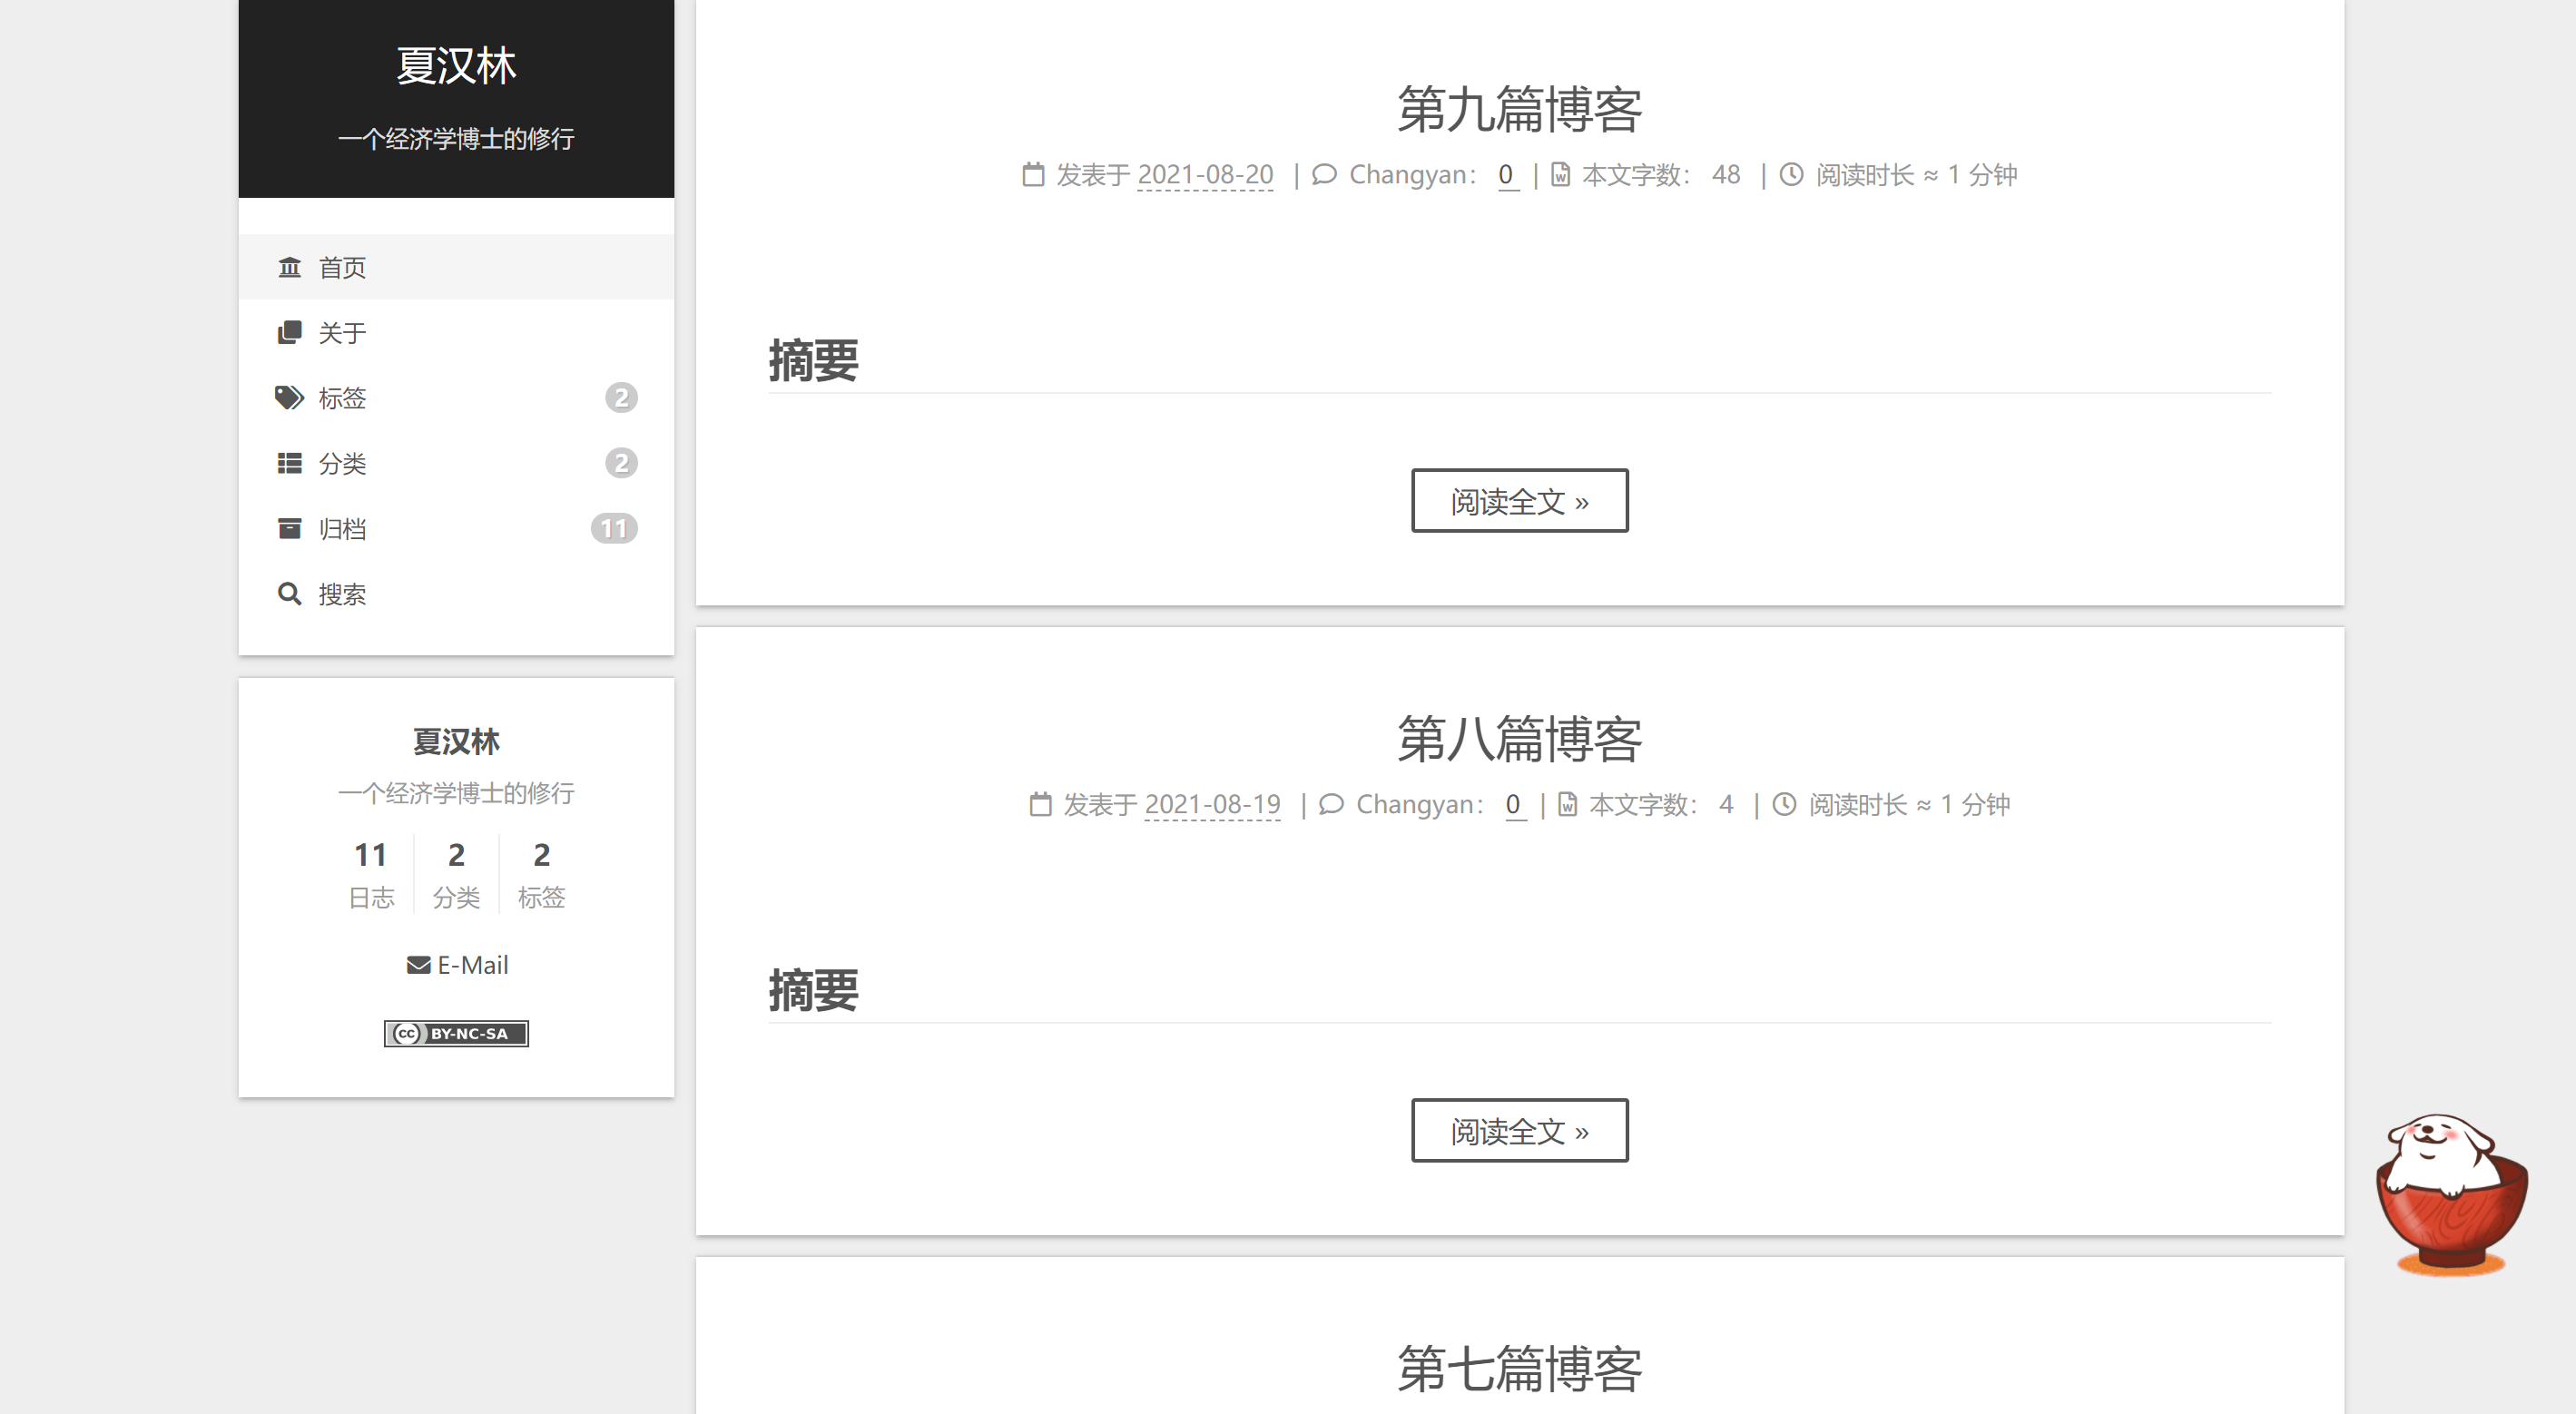 夏汉林
一个经济学博士的修行
首页
关于
标签 2
分类 2
归档 11
搜索
夏汉林
一个经济学博士的修行
11 2 2
日志 分类 标签
E-Mail
cc BY-NC-SA
第九篇博客
发表于 2021-08-20 | Changyan： 0 | 本文字数： 48 | 阅读时长 ≈ 1 分钟
摘要
阅读全文 »
第八篇博客
发表于 2021-08-19 | Changyan： 0 | 本文字数： 4 | 阅读时长 ≈ 1 分钟
摘要
阅读全文 »
第七篇博客